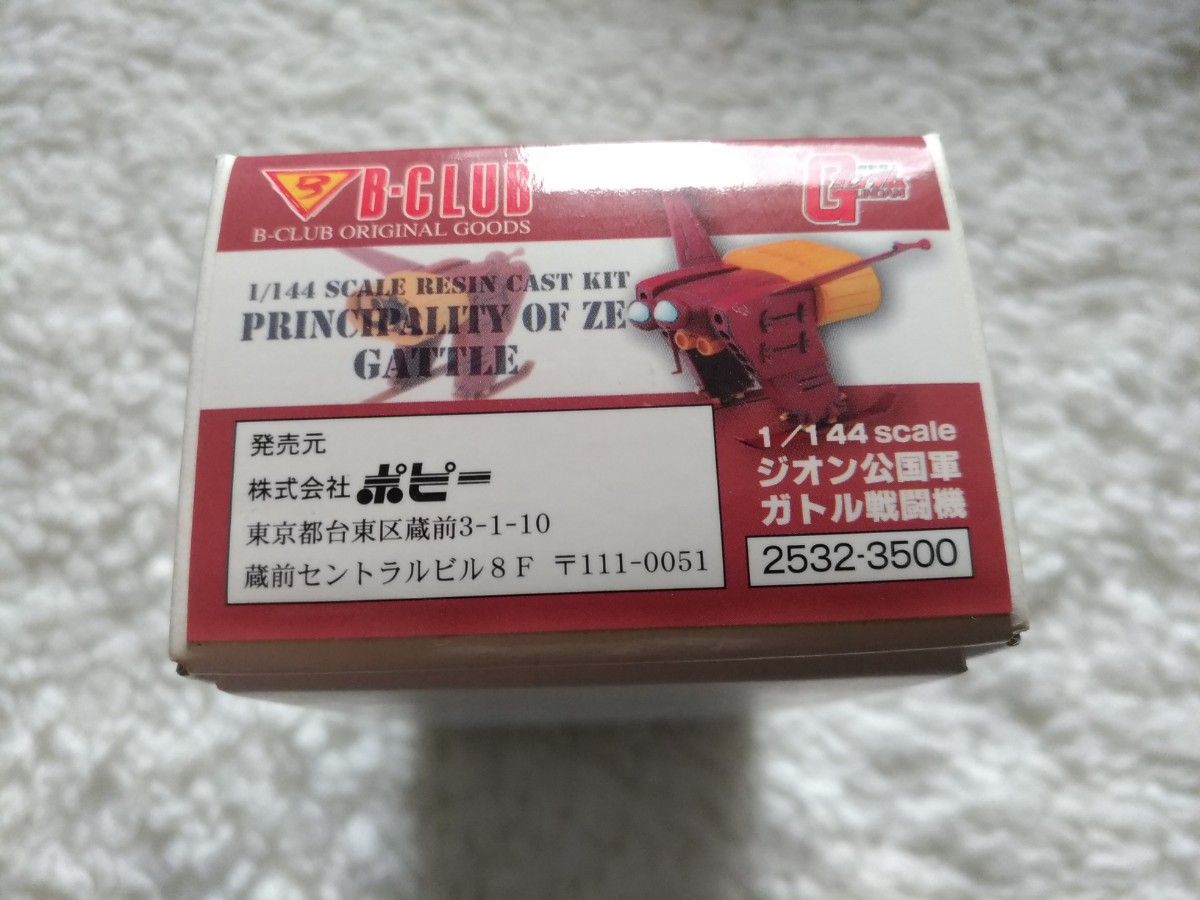 B-CLUB
B-CLUB ORIGINAL GOODS
1/144 SCALE RESIN CAST KIT
PRINCIPALITY OF ZE
GATTLE
発売元
株式会社 ポピー
東京都台東区蔵前3-1-10
蔵前セントラルビル8F 〒111-0051
1/144 scale
ジオン公国軍
ガトル戦闘機
2532-3500